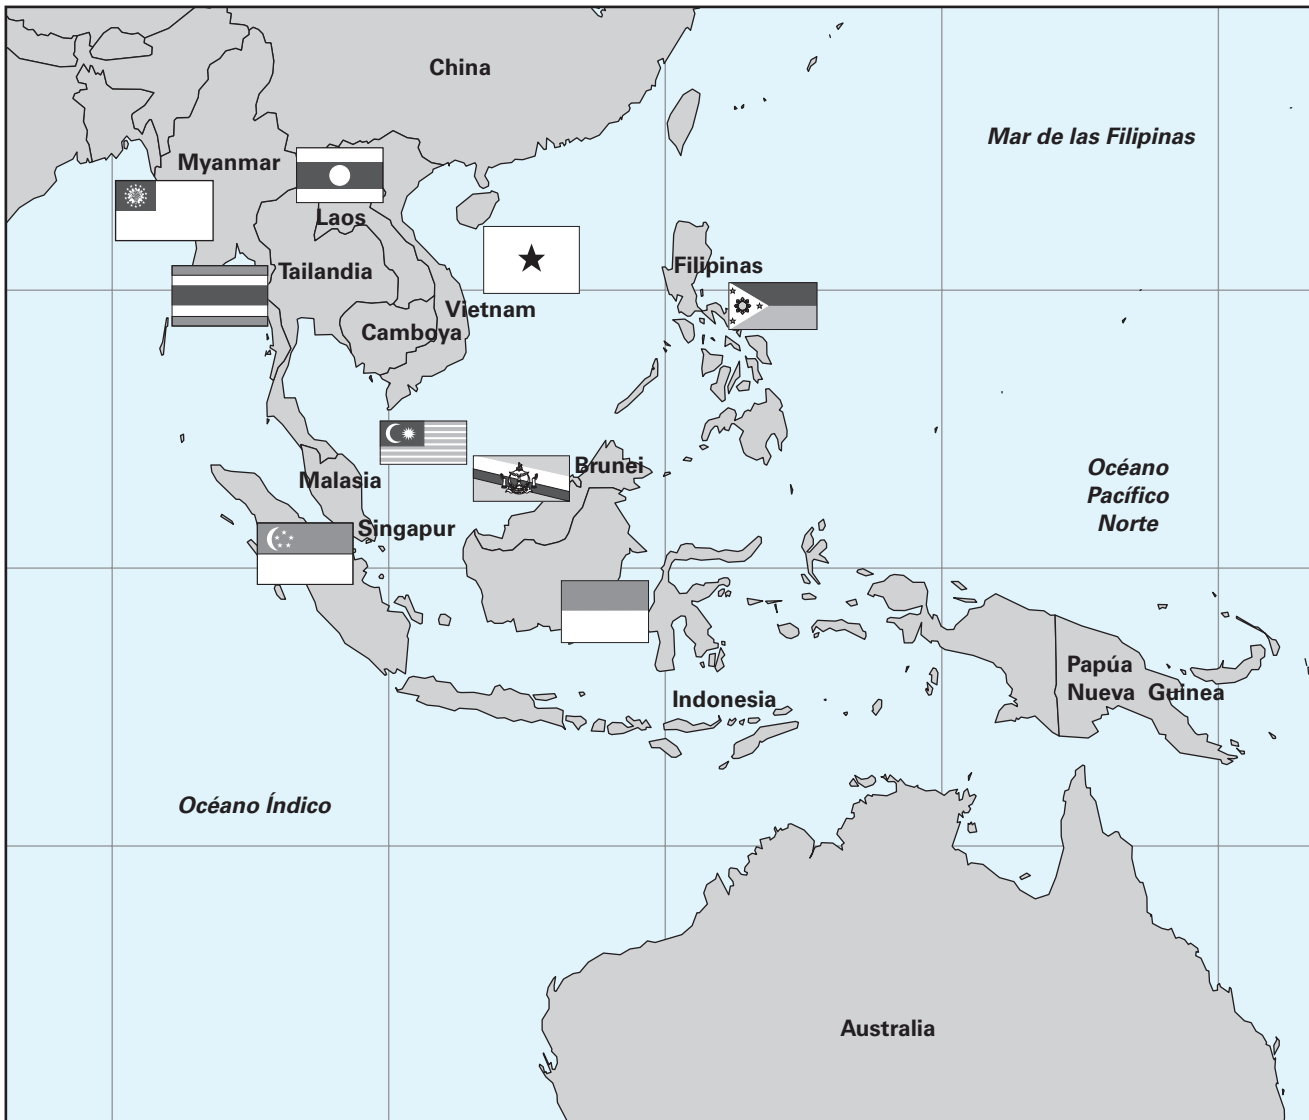 China
Mar de las Filipinas
Myanmar
Laos
Tailandia
Filipinas
Vietnam
Camboya
Malasia
Brunei
Océano
Pacífico
Norte
Singapur
Papúa
Nueva Guinea
Indonesia
Océano Índico
Australia